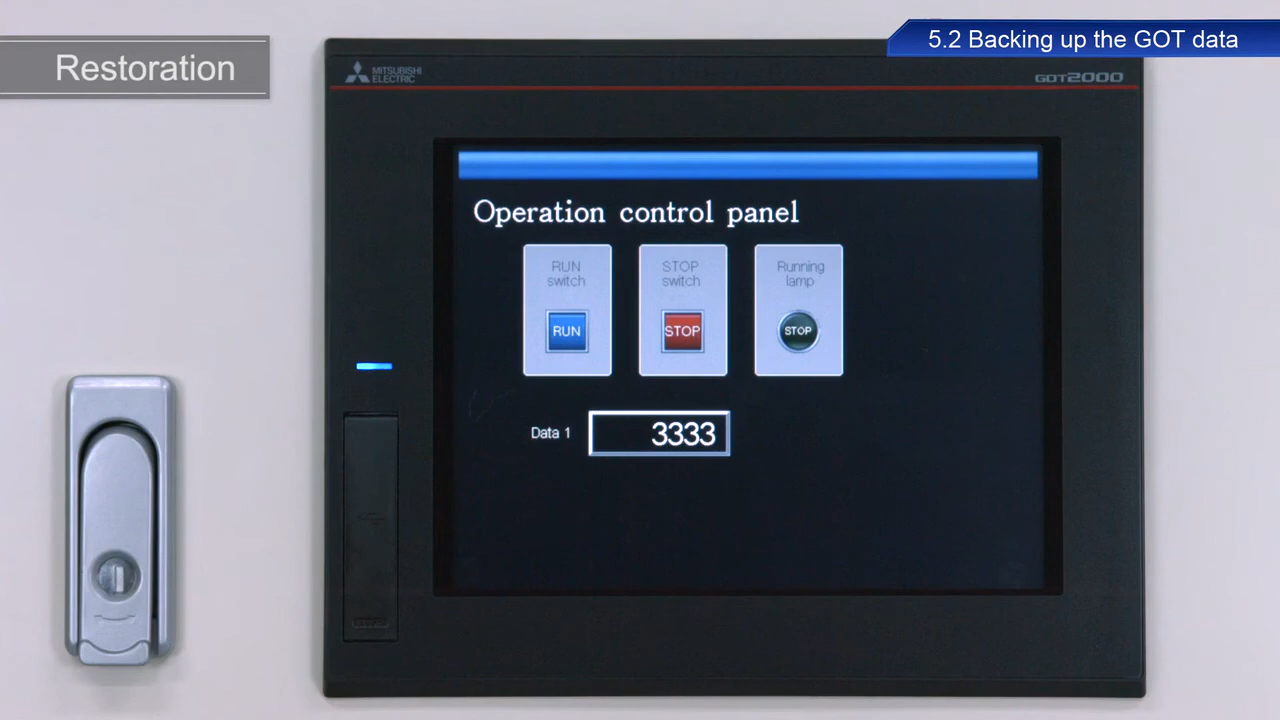 5.2 Backing up the GOT data
Restoration
MITSUBISHI
ELECTRIC
GOT2000
Operation control panel
RUN
switch
RUN
STOP
switch
STOP
Running
lamp
STOP
Data 1
3333